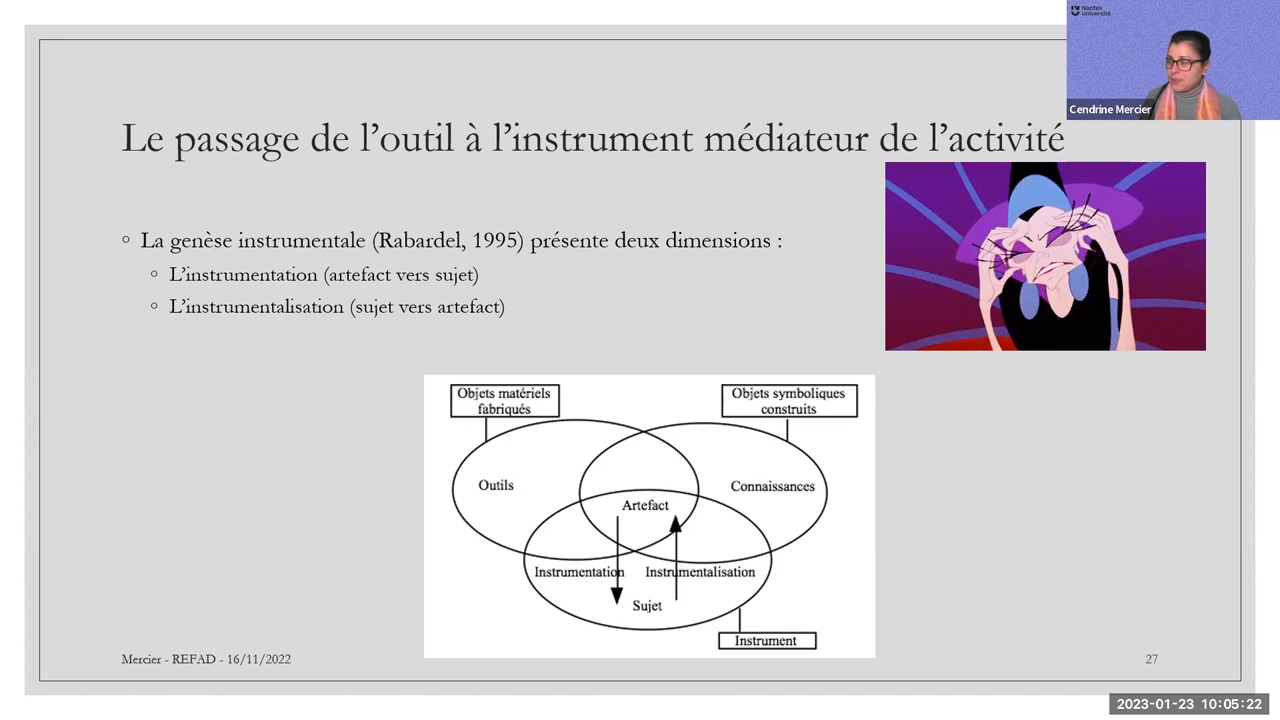 Nantes
Université
Cendrine Mercier
Le passage de l’outil à l’instrument médiateur de l’activité
◦ La genèse instrumentale (Rabardel, 1995) présente deux dimensions :
◦ L’instrumentation (artefact vers sujet)
◦ L’instrumentalisation (sujet vers artefact)
Objets matériels
fabriqués
Objets symboliques
construits
Outils
Connaissances
Artefact
Instrumentation
Instrumentalisation
Sujet
Instrument
Mercier - REFAD - 16/11/2022
27
2023-01-23 10:05:22